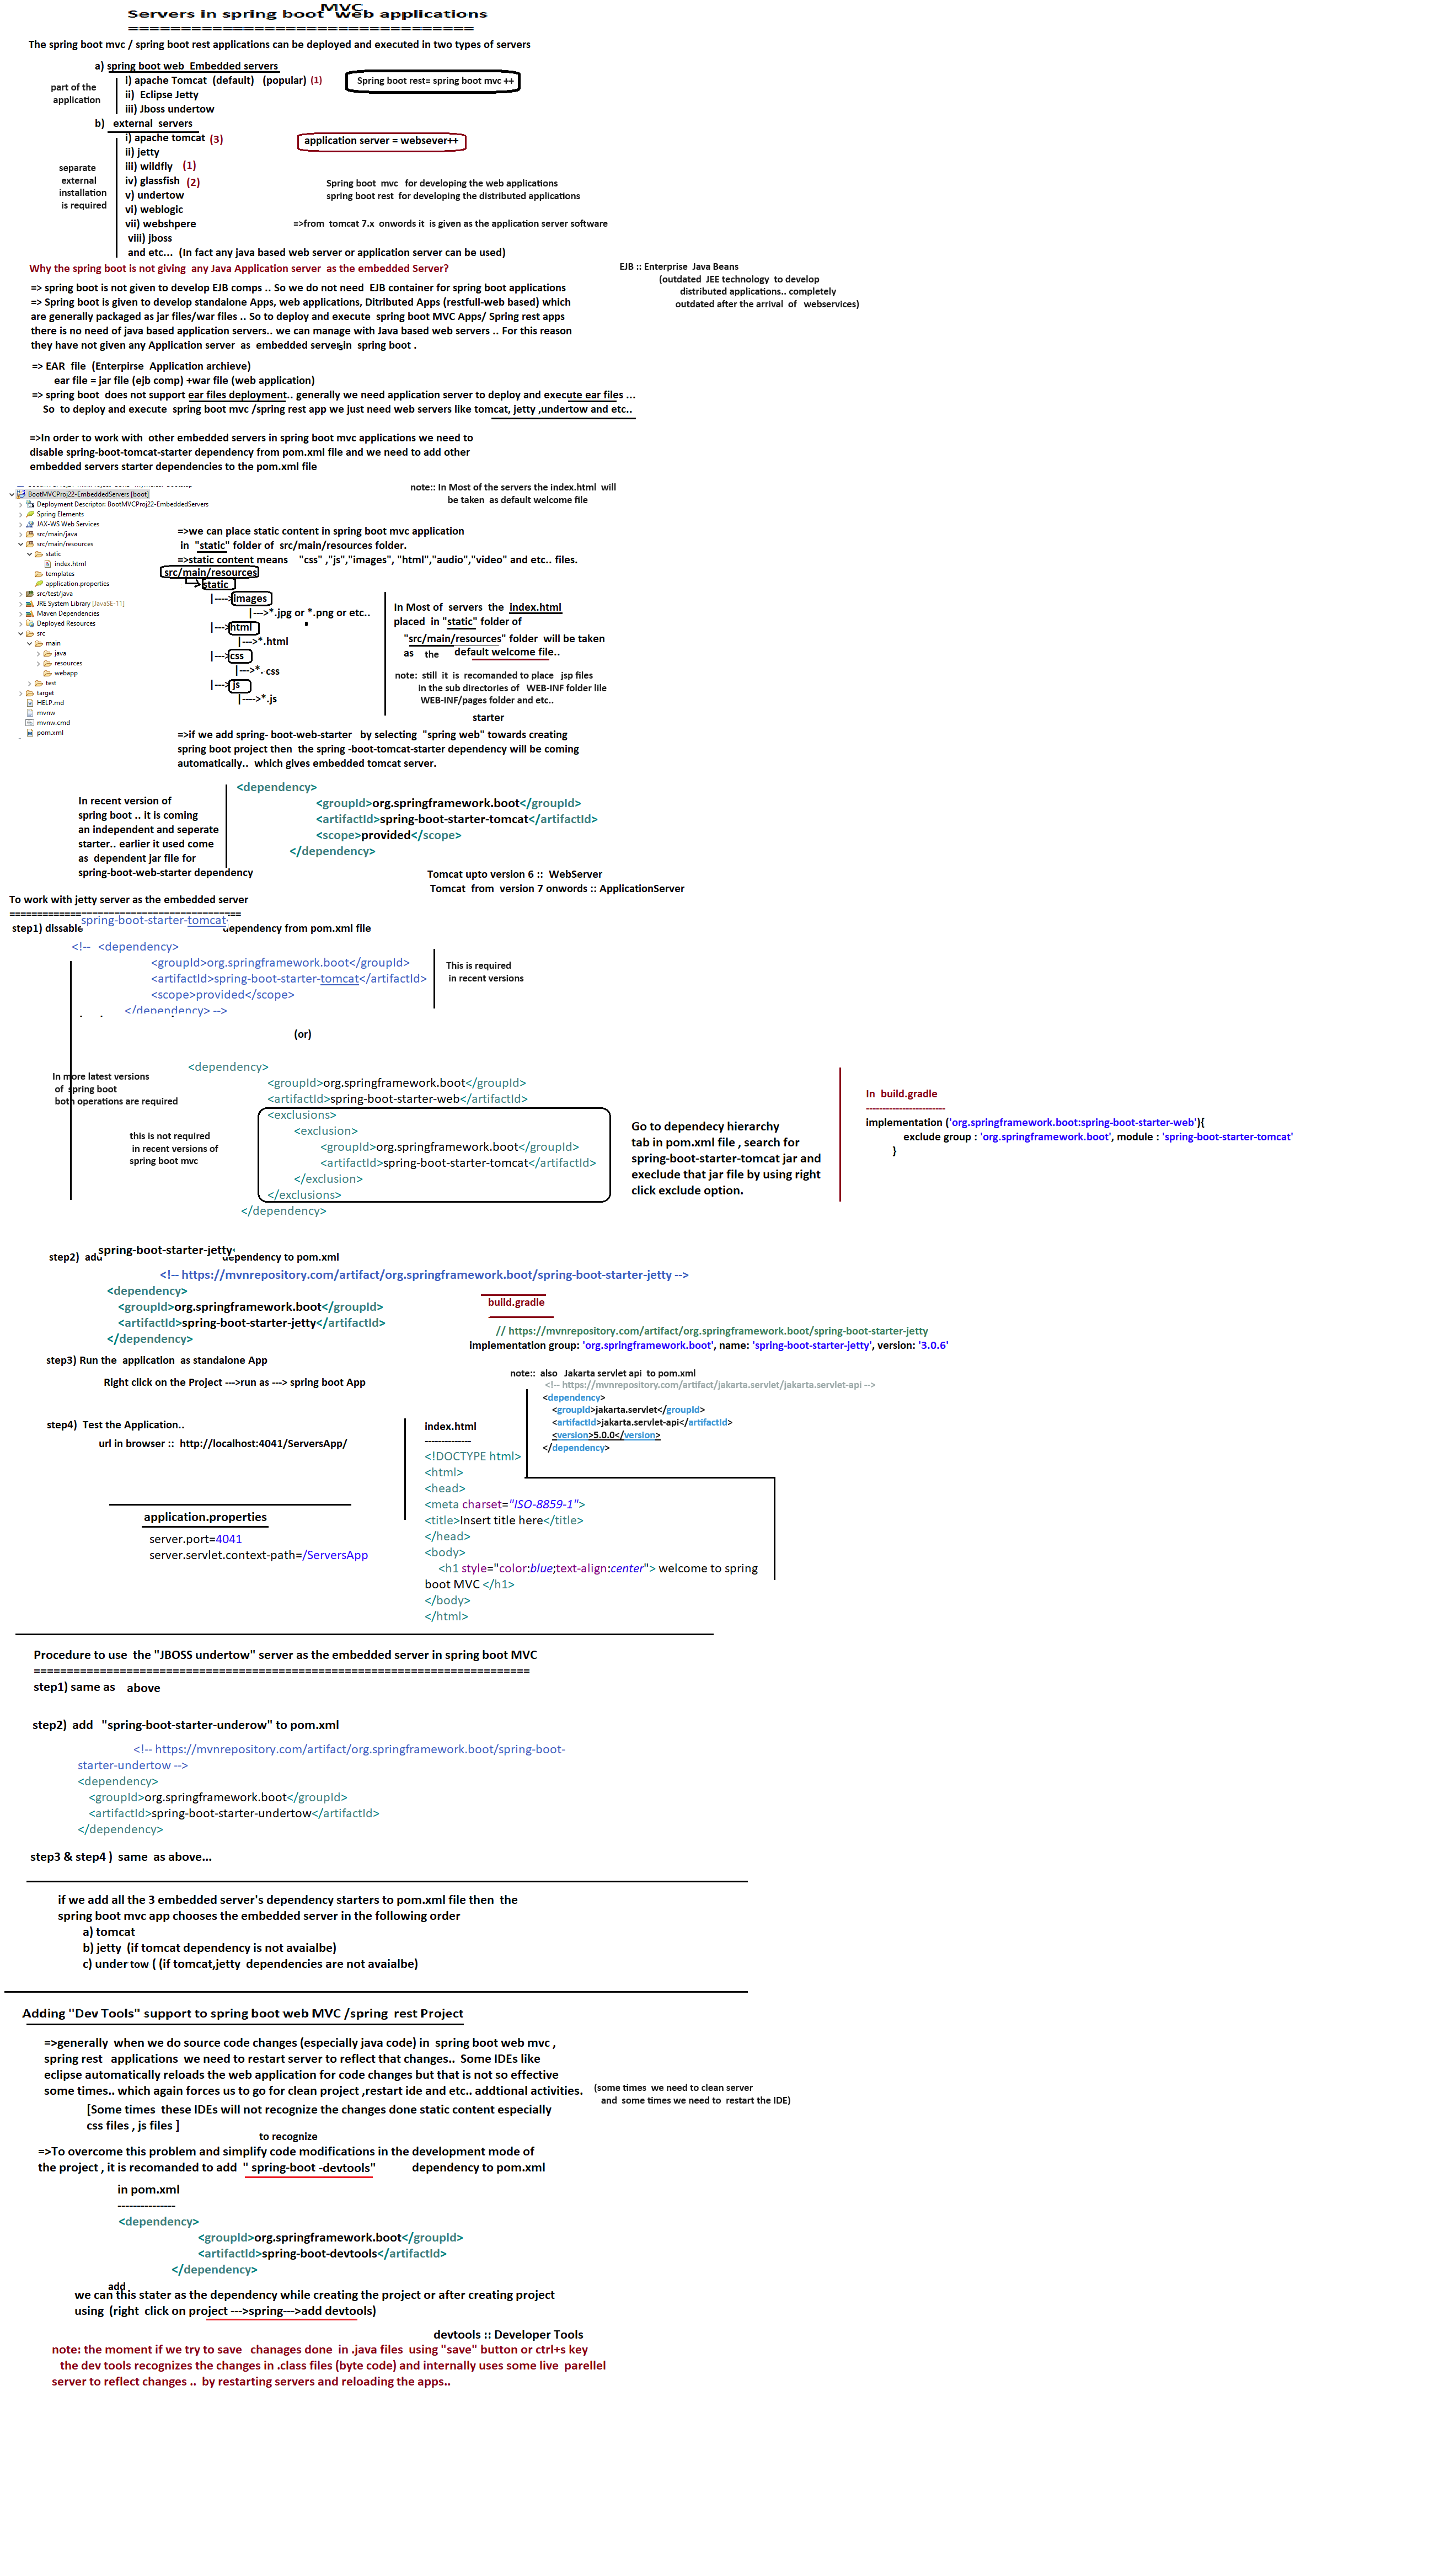 MVC
Servers in spring boot web applications
================================
The spring boot mvc / spring boot rest applications can be deployed and executed in two types of servers
a) spring boot web Embedded servers
i) apache Tomcat (default) (popular) (1)
ii) Eclipse Jetty
iii) Jboss undertow
part of the
application
Spring boot rest= spring boot mvc ++
b) external servers
i) apache tomcat (3)
ii) jetty
iii) wildfly (1)
iv) glassfish (2)
v) undertow
vi) weblogic
vii) webshpere
viii) jboss
and etc... (In fact any java based web server or application server can be used)
separate
external
installation
is required
application server = websever++
Spring boot mvc for developing the web applications
spring boot rest for developing the distributed applications
=>from tomcat 7.x onwords it is given as the application server software
Why the spring boot is not giving any Java Application server as the embedded Server?
EJB :: Enterprise Java Beans
(outdated JEE technology to develop
distributed applications.. completely
outdated after the arrival of webservices)
=> spring boot is not given to develop EJB comps .. So we do not need EJB container for spring boot applications
=> Spring boot is given to develop standalone Apps, web applications, Ditributed Apps (restfull-web based) which
are generally packaged as jar files/war files .. So to deploy and execute spring boot MVC Apps/ Spring rest apps
there is no need of java based application servers.. we can manage with Java based web servers .. For this reason
they have not given any Application server as embedded serversin spring boot .
=> EAR file (Enterpirse Application archieve)
ear file = jar file (ejb comp) +war file (web application)
=> spring boot does not support ear files deployment.. generally we need application server to deploy and execute ear files ...
So to deploy and execute spring boot mvc /spring rest app we just need web servers like tomcat, jetty ,undertow and etc..
=>In order to work with other embedded servers in spring boot mvc applications we need to
disable spring-boot-tomcat-starter dependency from pom.xml file and we need to add other
embedded servers starter dependencies to the pom.xml file
note:: In Most of the servers the index.html will
be taken as default welcome file
BootMVCProj22-EmbeddedServers [boot]
Deployment Descriptor: BootMVCProj22-EmbeddedServers
Spring Elements
JAX-WS Web Services
src/main/java
src/main/resources
static
index.html
templates
application.properties
src/test/java
JRE System Library [JavaSE-11]
Maven Dependencies
Deployed Resources
src
main
java
resources
webapp
test
target
HELP.md
mvnw
mvnw.cmd
pom.xml
=>we can place static content in spring boot mvc application
in "static" folder of src/main/resources folder.
=>static content means "css" ,"js","images", "html","audio","video" and etc.. files.
src/main/resources
static
|---->images
|--->*.jpg or *.png or etc..
|--->html
|--->*.html
|--->css
|--->*. css
|--->js
|---->*.js
In Most of servers the index.html
placed in "static" folder of
"src/main/resources" folder will be taken
as the default welcome file..
note: still it is recomanded to place jsp files
in the sub directories of WEB-INF folder lile
WEB-INF/pages folder and etc..
starter
=>if we add spring- boot-web-starter by selecting "spring web" towards creating
spring boot project then the spring -boot-tomcat-starter dependency will be coming
automatically.. which gives embedded tomcat server.
In recent version of
spring boot .. it is coming
an independent and seperate
starter.. earlier it used come
as dependent jar file for
spring-boot-web-starter dependency
<dependency>
<groupId>org.springframework.boot</groupId>
<artifactId>spring-boot-starter-tomcat</artifactId>
<scope>provided</scope>
</dependency>
Tomcat upto version 6 :: WebServer
Tomcat from version 7 onwords :: ApplicationServer
To work with jetty server as the embedded server
==========================================
step1) dissable spring-boot-starter-tomcat dependency from pom.xml file
<!-- <dependency>
<groupId>org.springframework.boot</groupId>
<artifactId>spring-boot-starter-tomcat</artifactId>
<scope>provided</scope>
</dependency> -->
This is required
in recent versions
(or)
In more latest versions
of spring boot
both operations are required
this is not required
in recent versions of
spring boot mvc
<dependency>
<groupId>org.springframework.boot</groupId>
<artifactId>spring-boot-starter-web</artifactId>
<exclusions>
<exclusion>
<groupId>org.springframework.boot</groupId>
<artifactId>spring-boot-starter-tomcat</artifactId>
</exclusion>
</exclusions>
</dependency>
Go to dependecy hierarchy
tab in pom.xml file , search for
spring-boot-starter-tomcat jar and
execlude that jar file by using right
click exclude option.
In build.gradle
-----------------------
implementation ('org.springframework.boot:spring-boot-starter-web'){
exclude group : 'org.springframework.boot', module : 'spring-boot-starter-tomcat'
}
step2) add spring-boot-starter-jetty dependency to pom.xml
<!-- https://mvnrepository.com/artifact/org.springframework.boot/spring-boot-starter-jetty -->
<dependency>
<groupId>org.springframework.boot</groupId>
<artifactId>spring-boot-starter-jetty</artifactId>
</dependency>
build.gradle
// https://mvnrepository.com/artifact/org.springframework.boot/spring-boot-starter-jetty
implementation group: 'org.springframework.boot', name: 'spring-boot-starter-jetty', version: '3.0.6'
step3) Run the application as standalone App
Right click on the Project --->run as ---> spring boot App
note:: also Jakarta servlet api to pom.xml
<!-- https://mvnrepository.com/artifact/jakarta.servlet/jakarta.servlet-api -->
<dependency>
<groupId>jakarta.servlet</groupId>
<artifactId>jakarta.servlet-api</artifactId>
<version>5.0.0</version>
</dependency>
step4) Test the Application..
url in browser :: http://localhost:4041/ServersApp/
application.properties
server.port=4041
server.servlet.context-path=/ServersApp
index.html
--------------
<!DOCTYPE html>
<html>
<head>
<meta charset="ISO-8859-1">
<title>Insert title here</title>
</head>
<body>
<h1 style="color:blue;text-align:center"> welcome to spring
boot MVC </h1>
</body>
</html>
Procedure to use the "JBOSS undertow" server as the embedded server in spring boot MVC
===========================================================================
step1) same as above
step2) add "spring-boot-starter-underow" to pom.xml
<!-- https://mvnrepository.com/artifact/org.springframework.boot/spring-boot-
starter-undertow -->
<dependency>
<groupId>org.springframework.boot</groupId>
<artifactId>spring-boot-starter-undertow</artifactId>
</dependency>
step3 & step4 ) same as above...
if we add all the 3 embedded server's dependency starters to pom.xml file then the
spring boot mvc app chooses the embedded server in the following order
a) tomcat
b) jetty (if tomcat dependency is not avaialbe)
c) under tow ( (if tomcat,jetty dependencies are not avaialbe)
Adding "Dev Tools" support to spring boot web MVC /spring rest Project
=>generally when we do source code changes (especially java code) in spring boot web mvc ,
spring rest applications we need to restart server to reflect that changes.. Some IDEs like
eclipse automatically reloads the web application for code changes but that is not so effective
some times.. which again forces us to go for clean project ,restart ide and etc.. addtional activities.
(some times we need to clean server
and some times we need to restart the IDE)
[Some times these IDEs will not recognize the changes done static content especially
css files , js files ]
to recognize
=>To overcome this problem and simplify code modifications in the development mode of
the project , it is recomanded to add " spring-boot -devtools" dependency to pom.xml
in pom.xml
---------------
<dependency>
<groupId>org.springframework.boot</groupId>
<artifactId>spring-boot-devtools</artifactId>
</dependency>
add
we can this stater as the dependency while creating the project or after creating project
using (right click on project --->spring--->add devtools)
devtools :: Developer Tools
note: the moment if we try to save chanages done in .java files using "save" button or ctrl+s key
the dev tools recognizes the changes in .class files (byte code) and internally uses some live parellel
server to reflect changes .. by restarting servers and reloading the apps..